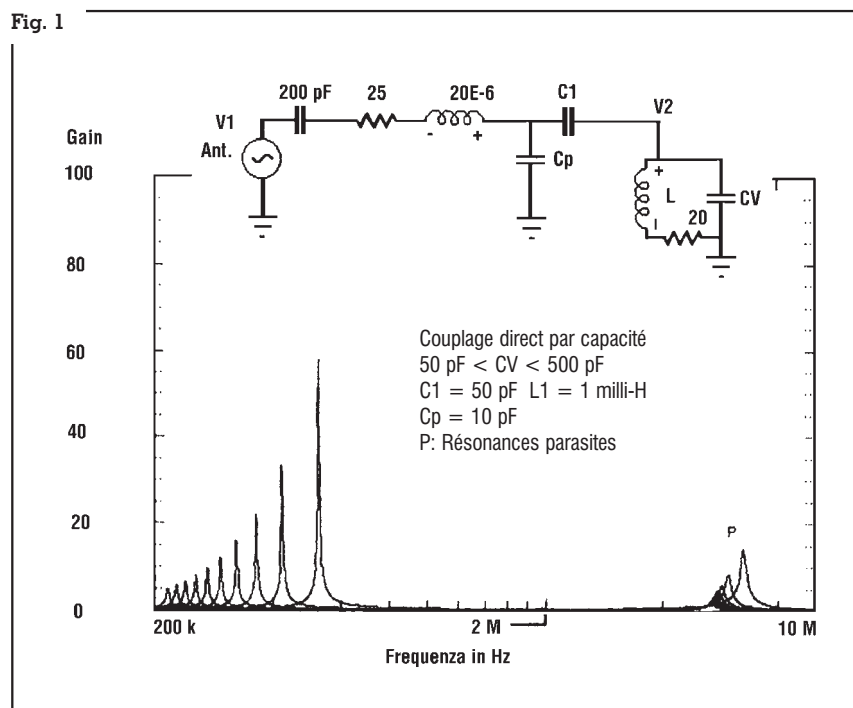 Fig. 1
200 pF 25 20E-6 C1
V1 V2
Ant.
Cp
+ - +
L CV
20
Gain
100
80
60
40
20
0
Couplage direct par capacité
50 pF < CV < 500 pF
C1 = 50 pF L1 = 1 milli-H
Cp = 10 pF
P: Résonances parasites
P
200 k 2 M 10 M
Frequenza in Hz